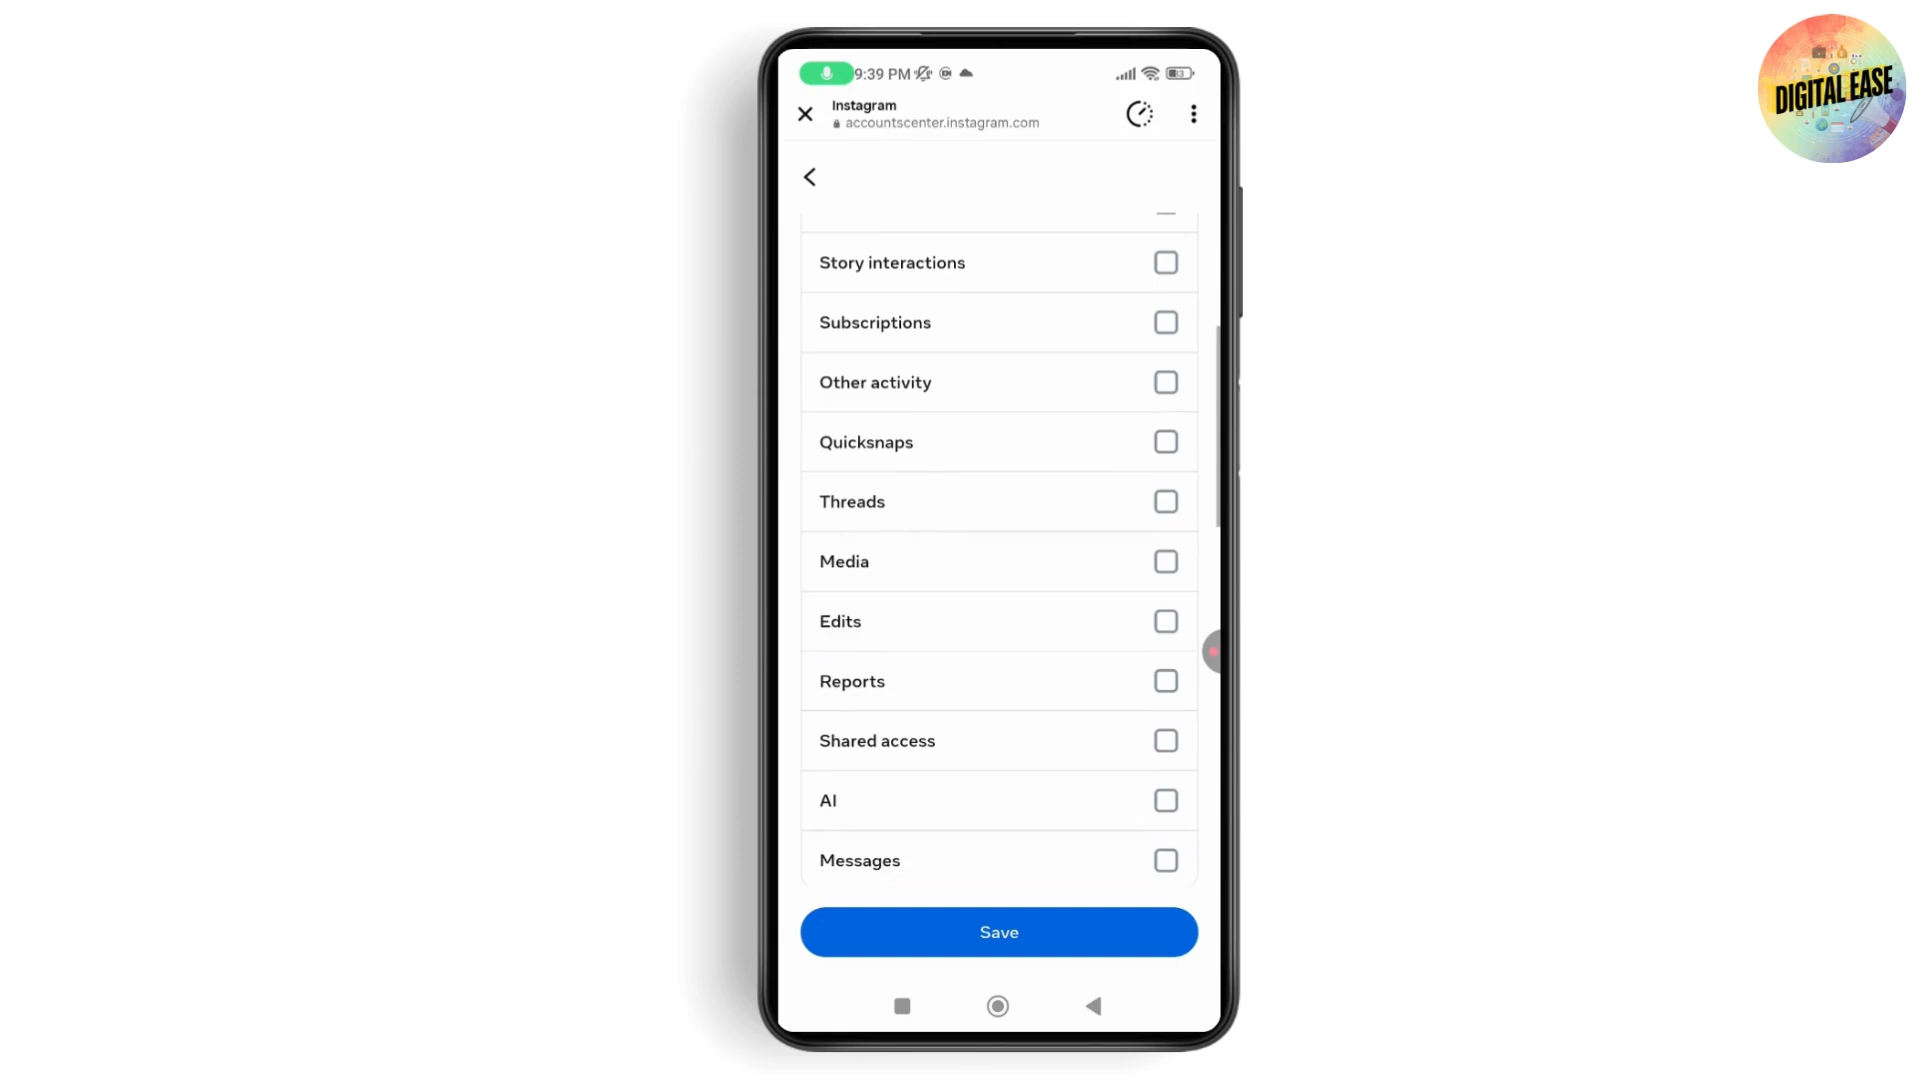 DIGITAL EASE
9:39 PM
83
Instagram
accountscenter.instagram.com
Story interactions
Subscriptions
Other activity
Quicksnaps
Threads
Media
Edits
Reports
Shared access
AI
Messages
Save